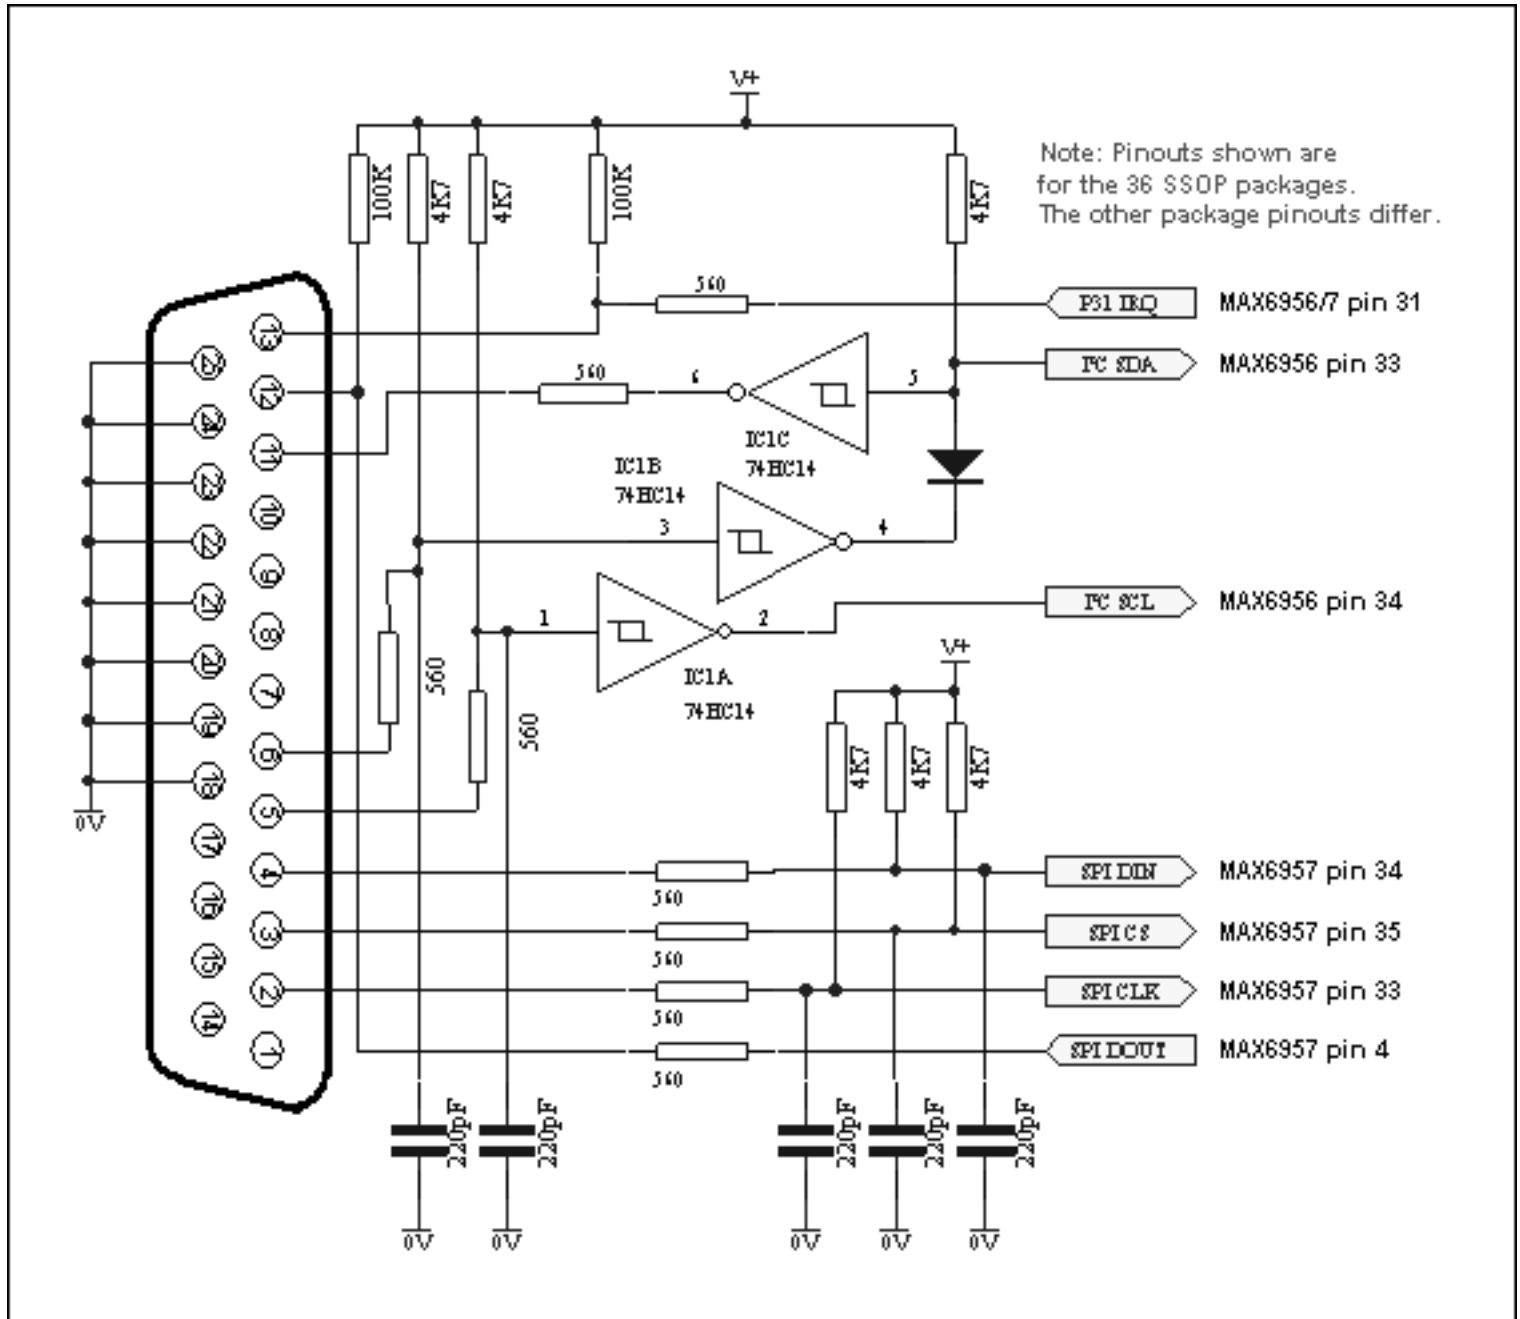 V+
Note: Pinouts shown are
for the 36 SSOP packages.
The other package pinouts differ.
100K
4K7
4K7
100K
4K7
560
P31 IRQ
MAX6956/7 pin 31
I²C SDA
MAX6956 pin 33
560
6
5
IC1C
74HC14
IC1B
74HC14
3
4
I²C SCL
MAX6956 pin 34
1
2
IC1A
74HC14
560
560
V+
4K7
4K7
4K7
SPI DIN
MAX6957 pin 34
560
SPI CS
MAX6957 pin 35
560
SPI CLK
MAX6957 pin 33
560
SPI DOUT
MAX6957 pin 4
560
13
25
12
24
11
23
10
22
9
21
8
20
7
19
6
18
5
17
4
16
3
15
2
14
1
0V
220pF
220pF
220pF
220pF
220pF
0V
0V
0V
0V
0V